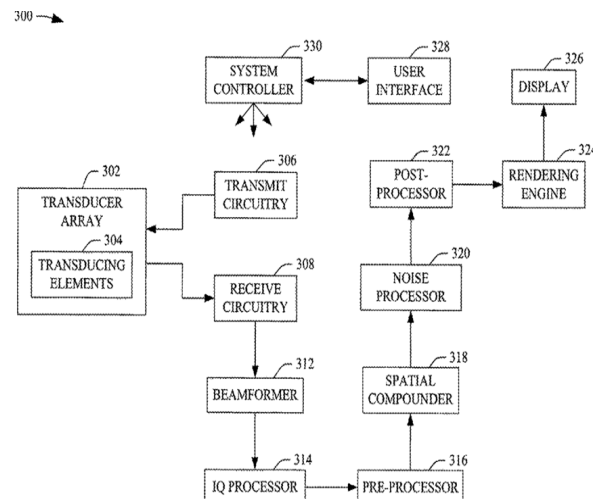 300
330
SYSTEM
CONTROLLER
328
USER
INTERFACE
326
DISPLAY
302
TRANSDUCER
ARRAY
304
TRANSDUCING
ELEMENTS
306
TRANSMIT
CIRCUITRY
322
POST-
PROCESSOR
324
RENDERING
ENGINE
308
RECEIVE
CIRCUITRY
320
NOISE
PROCESSOR
312
BEAMFORMER
318
SPATIAL
COMPOUNDER
314
IQ PROCESSOR
316
PRE-PROCESSOR